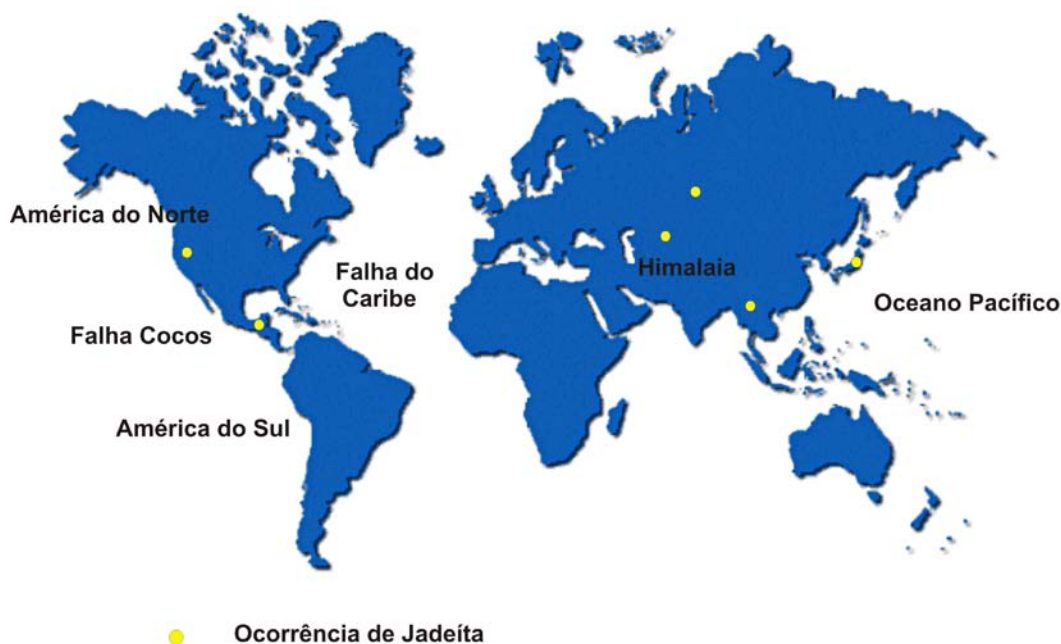 América do Norte
Falha do
Caribe
Himalaia
Oceano Pacífico
Falha Cocos
América do Sul
Ocorrência de Jadeíta